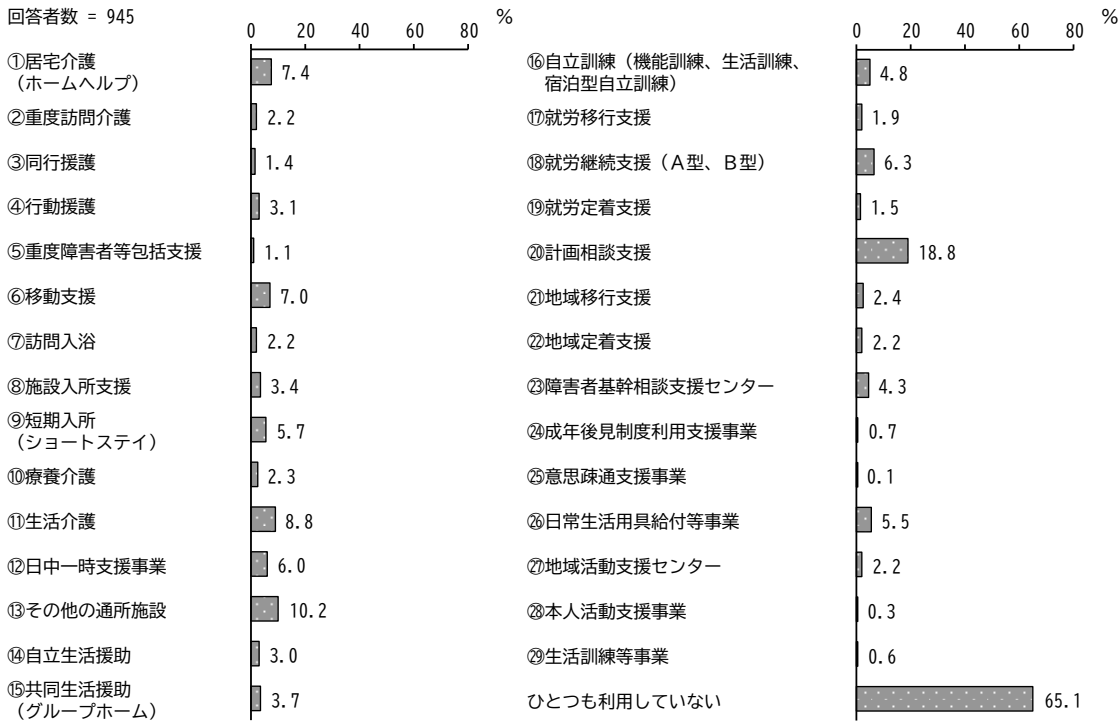 回答者数 = 945
%
0 20 40 60 80
①居宅介護
（ホームヘルプ）
7.4
②重度訪問介護
2.2
③同行援護
1.4
④行動援護
3.1
⑤重度障害者等包括支援
1.1
⑥移動支援
7.0
⑦訪問入浴
2.2
⑧施設入所支援
3.4
⑨短期入所
（ショートステイ）
5.7
⑩療養介護
2.3
⑪生活介護
8.8
⑫日中一時支援事業
6.0
⑬その他の通所施設
10.2
⑭自立生活援助
3.0
⑮共同生活援助
（グループホーム）
3.7
%
0 20 40 60 80
⑯自立訓練（機能訓練、生活訓練、
宿泊型自立訓練）
4.8
⑰就労移行支援
1.9
⑱就労継続支援（Ａ型、Ｂ型）
6.3
⑲就労定着支援
1.5
⑳計画相談支援
18.8
㉑地域移行支援
2.4
㉒地域定着支援
2.2
㉓障害者基幹相談支援センター
4.3
㉔成年後見制度利用支援事業
0.7
㉕意思疎通支援事業
0.1
㉖日常生活用具給付等事業
5.5
㉗地域活動支援センター
2.2
㉘本人活動支援事業
0.3
㉙生活訓練等事業
0.6
ひとつも利用していない
65.1